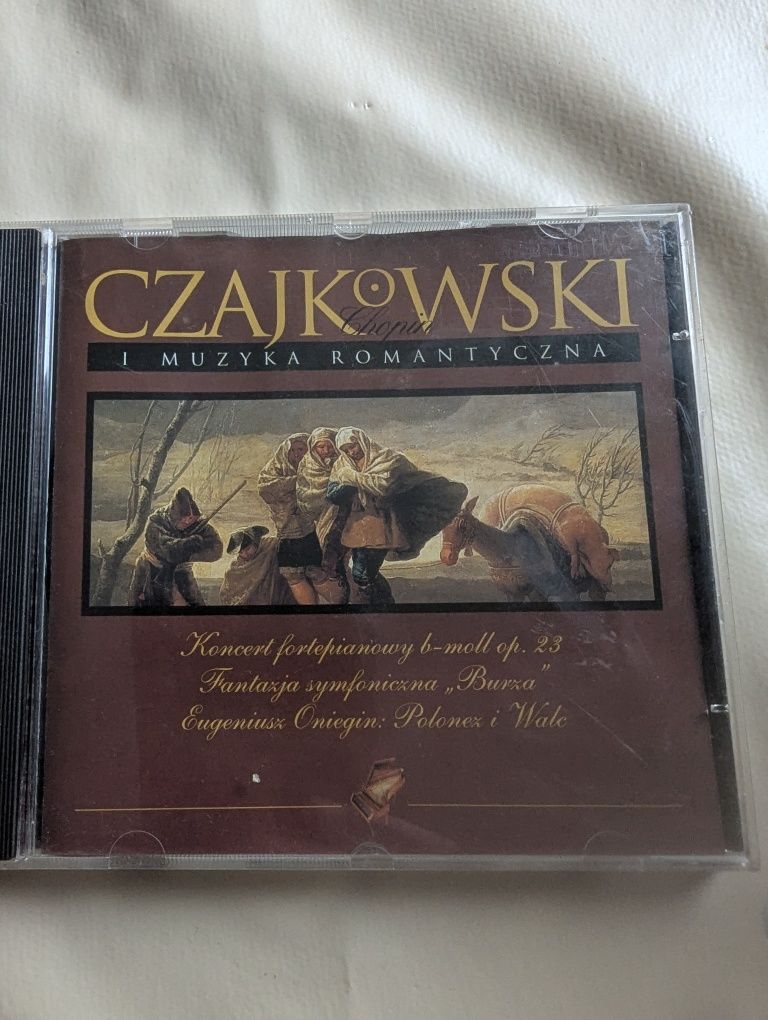 CZAJKOWSKI
Chopin
I MUZYKA ROMANTYCZNA
Koncert fortepianowy b-moll op. 23
Fantazja symfoniczna „Burza"
Eugeniusz Oniegin: Polonez i Walc